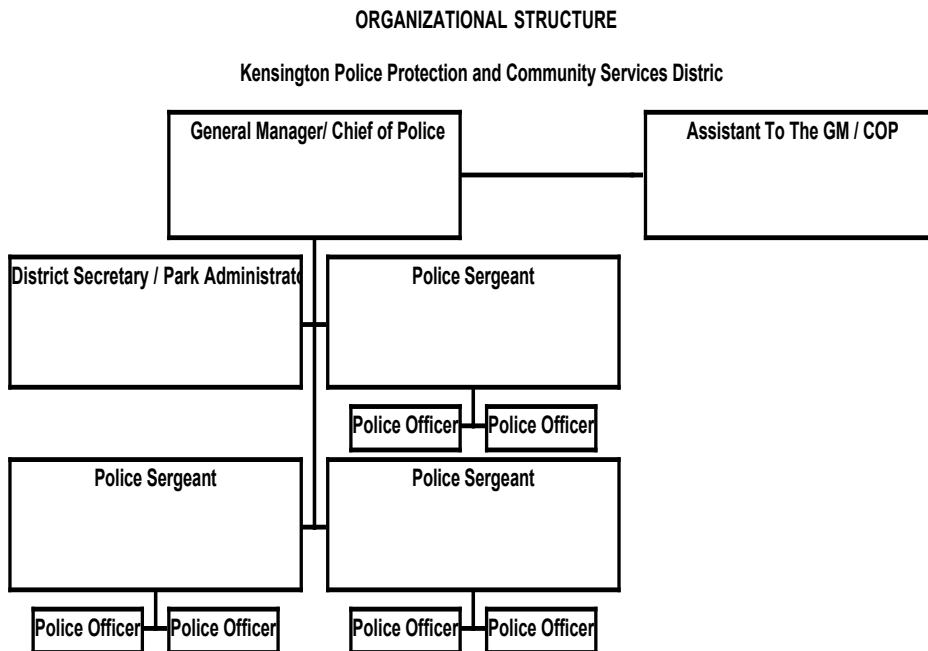 ORGANIZATIONAL STRUCTURE
Kensington Police Protection and Community Services Distric
General Manager/ Chief of Police
Assistant To The GM / COP
District Secretary / Park Administrato
Police Sergeant
Police Officer
Police Officer
Police Sergeant
Police Sergeant
Police Officer
Police Officer
Police Officer
Police Officer